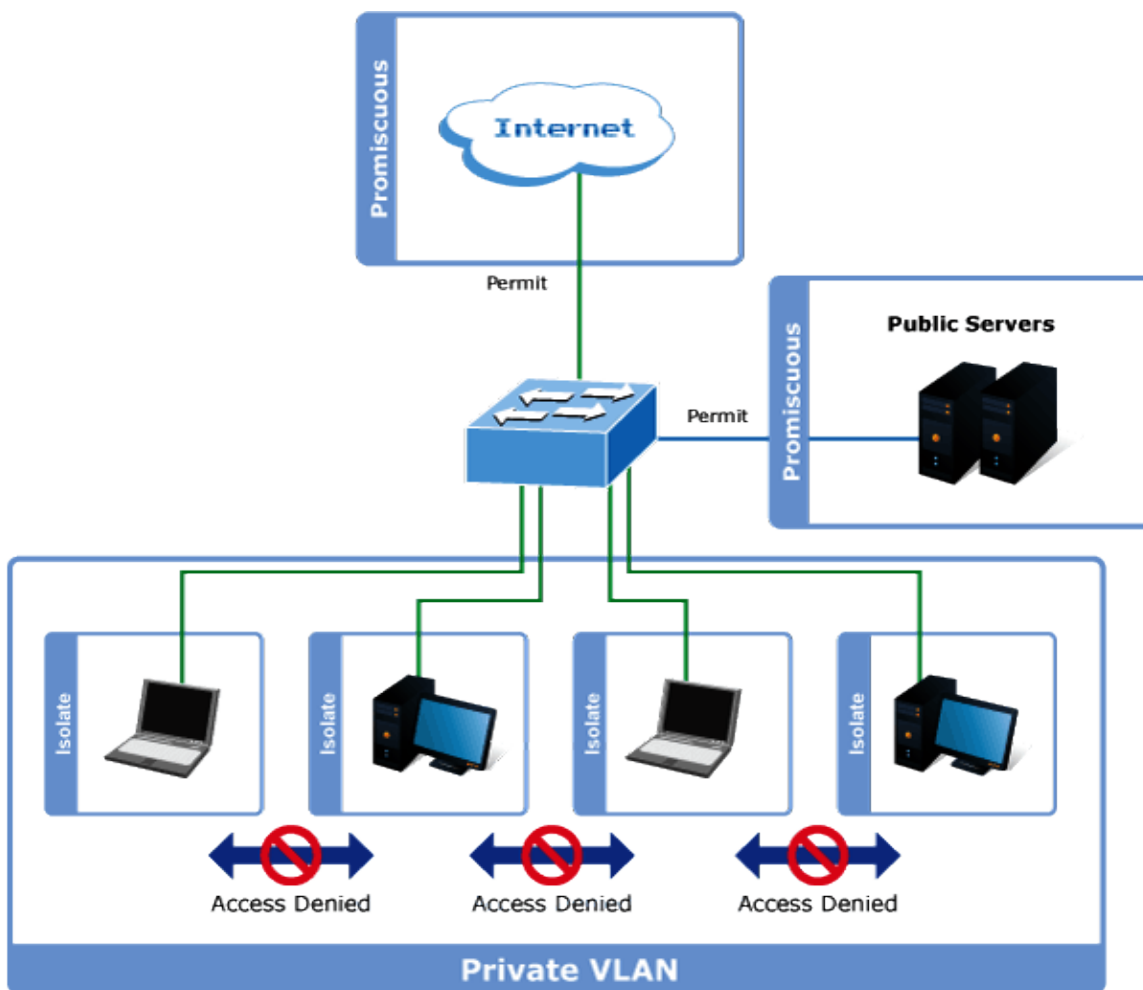 Promiscuous
Internet
Permit
Promiscuous
Public Servers
Permit
Isolate
Isolate
Isolate
Isolate
Access Denied
Access Denied
Access Denied
Private VLAN